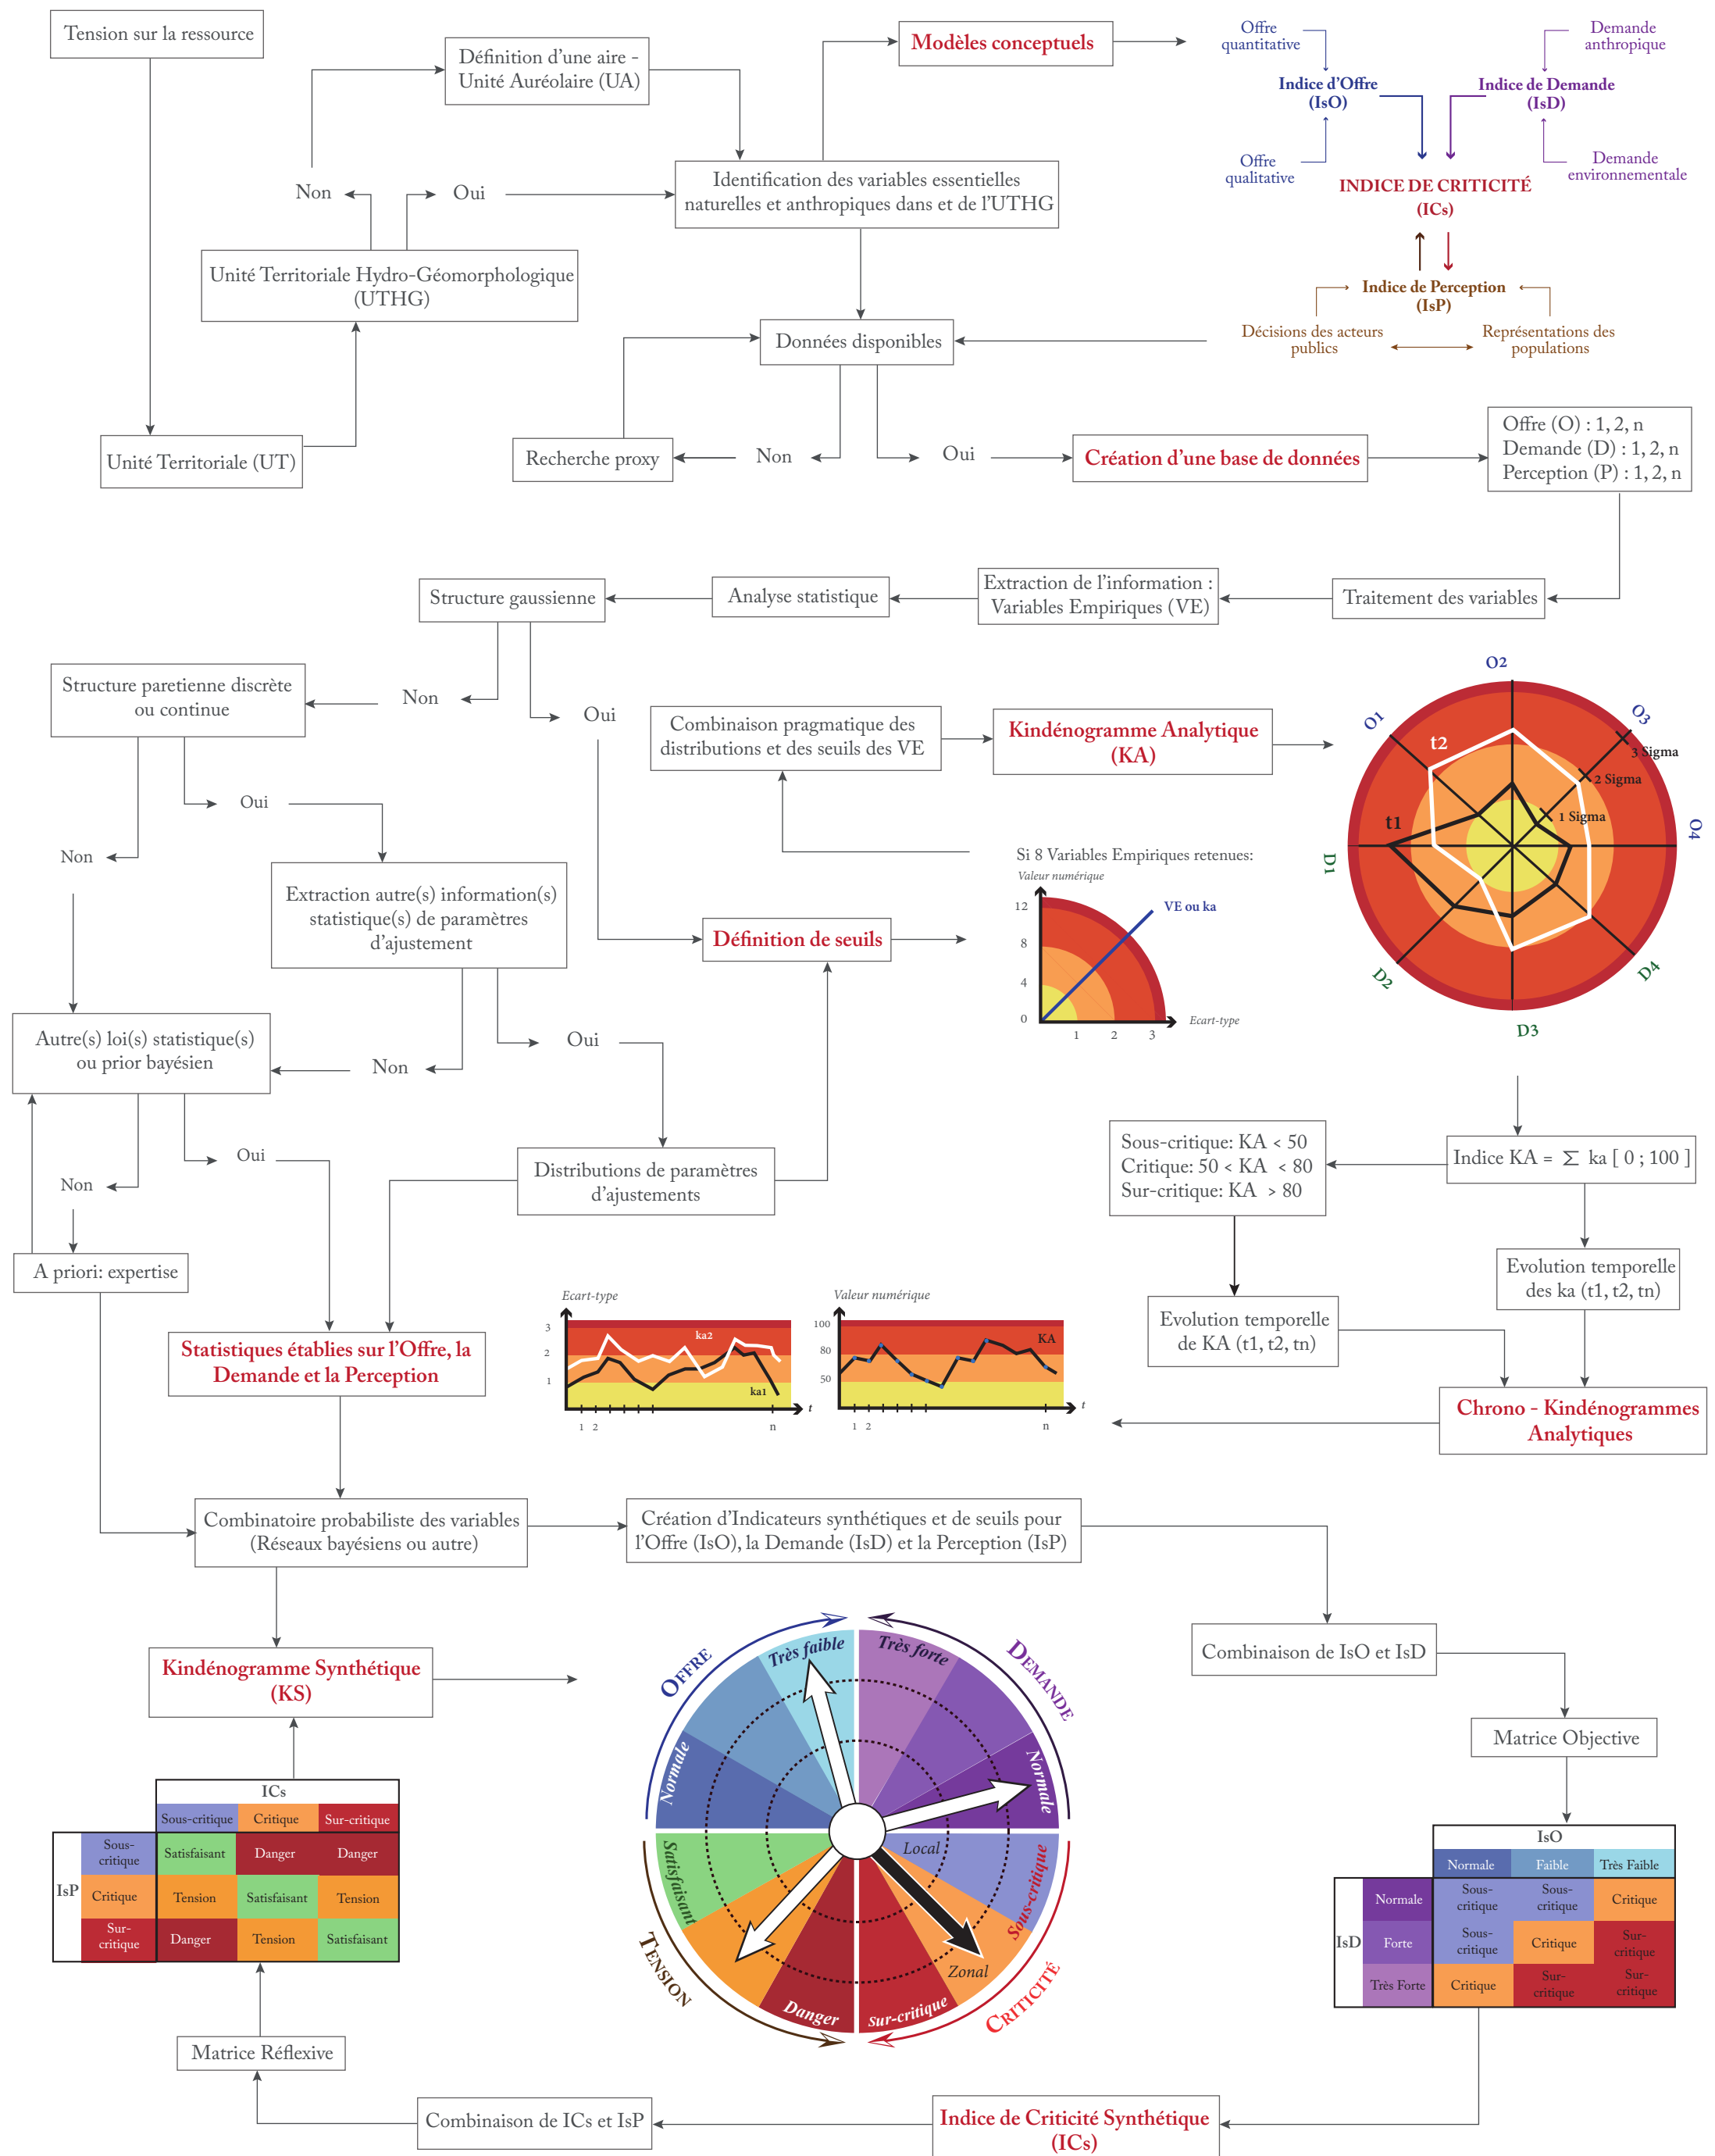 Tension sur la ressource
Définition d'une aire -
Unité Auréolaire (UA)
Modèles conceptuels
Offre
quantitative
Demande
anthropique
Indice d'Offre
(IsO)
Indice de Demande
(IsD)
Offre
qualitative
Demande
environnementale
INDICE DE CRITICITÉ
(ICs)
Indice de Perception
(IsP)
Décisions des acteurs
publics
Représentations des
populations
Non
Oui
Identification des variables essentielles
naturelles et anthropiques dans et de l'UTHG
Unité Territoriale Hydro-Géomorphologique
(UTHG)
Données disponibles
Unité Territoriale (UT)
Recherche proxy
Non
Oui
Création d'une base de données
Offre (O) : 1, 2, n
Demande (D) : 1, 2, n
Perception (P) : 1, 2, n
Structure gaussienne
Analyse statistique
Extraction de l'information :
Variables Empiriques (VE)
Traitement des variables
Structure paretienne discrète
ou continue
Non
Oui
Combinaison pragmatique des
distributions et des seuils des VE
Kindénogramme Analytique
(KA)
O1
O2
O3
O4
D1
D2
D3
D4
t2
t1
3 Sigma
2 Sigma
1 Sigma
Oui
Non
Extraction autre(s) information(s)
statistique(s) de paramètres
d'ajustement
Définition de seuils
Si 8 Variables Empiriques retenues:
Valeur numérique
12
8
4
0
1
2
3
VE ou ka
Ecart-type
Autre(s) loi(s) statistique(s)
ou prior bayésien
Non
Oui
Oui
Non
Distributions de paramètres
d'ajustements
A priori: expertise
Sous-critique: KA < 50
Critique: 50 < KA < 80
Sur-critique: KA > 80
Indice KA = Σ ka [ 0 ; 100 ]
Evolution temporelle
des ka (t1, t2, tn)
Evolution temporelle
de KA (t1, t2, tn)
Statistiques établies sur l'Offre, la
Demande et la Perception
Ecart-type
3
2
1
ka2
ka1
t
1 2
n
Valeur numérique
100
80
50
KA
t
1 2
n
Chrono - Kindénogrammes
Analytiques
Combinatoire probabiliste des variables
(Réseaux bayésiens ou autre)
Création d'Indicateurs synthétiques et de seuils pour
l'Offre (IsO), la Demande (IsD) et la Perception (IsP)
Combinaison de IsO et IsD
Kindénogramme Synthétique
(KS)
OFFRE
DEMANDE
TENSION
CRITICITÉ
Très faible
Très forte
Normale
Normale
Satisfaisant
Danger
Sur-critique
Sous-critique
Local
Zonal
Matrice Objective
ICs
Sous-critique
Critique
Sur-critique
IsP
Sous-
critique
Satisfaisant
Danger
Danger
Critique
Tension
Satisfaisant
Tension
Sur-
critique
Danger
Tension
Satisfaisant
IsO
Normale
Faible
Très Faible
IsD
Normale
Sous-
critique
Sous-
critique
Critique
Forte
Sous-
critique
Critique
Sur-
critique
Très Forte
Critique
Sur-
critique
Sur-
critique
Matrice Réflexive
Combinaison de ICs et IsP
Indice de Criticité Synthétique
(ICs)